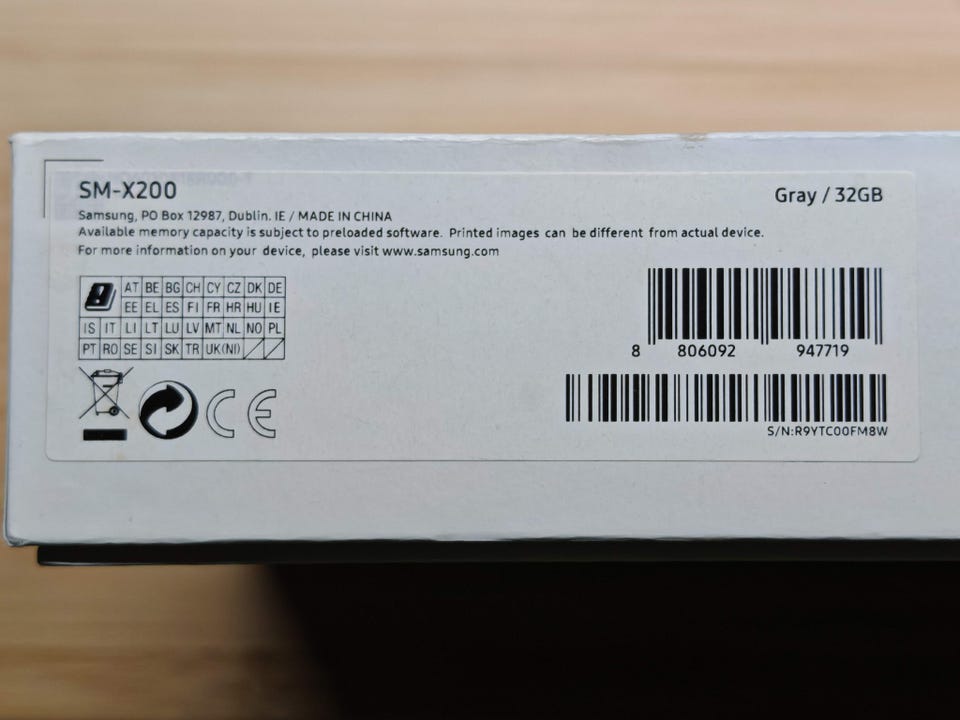 SM-X200
Gray / 32GB
Samsung, PO Box 12987, Dublin. IE / MADE IN CHINA
Available memory capacity is subject to preloaded software. Printed images can be different from actual device.
For more information on your device, please visit www.samsung.com
AT BE BG CH CY CZ DK DE
EE EL ES FI FR HR HU IE
IS IT LI LT LU LV MT NL NO PL
PT RO SE SI SK TR UK(NI)
8 806092 947719
CE
S/N:R9YTC00FM8W